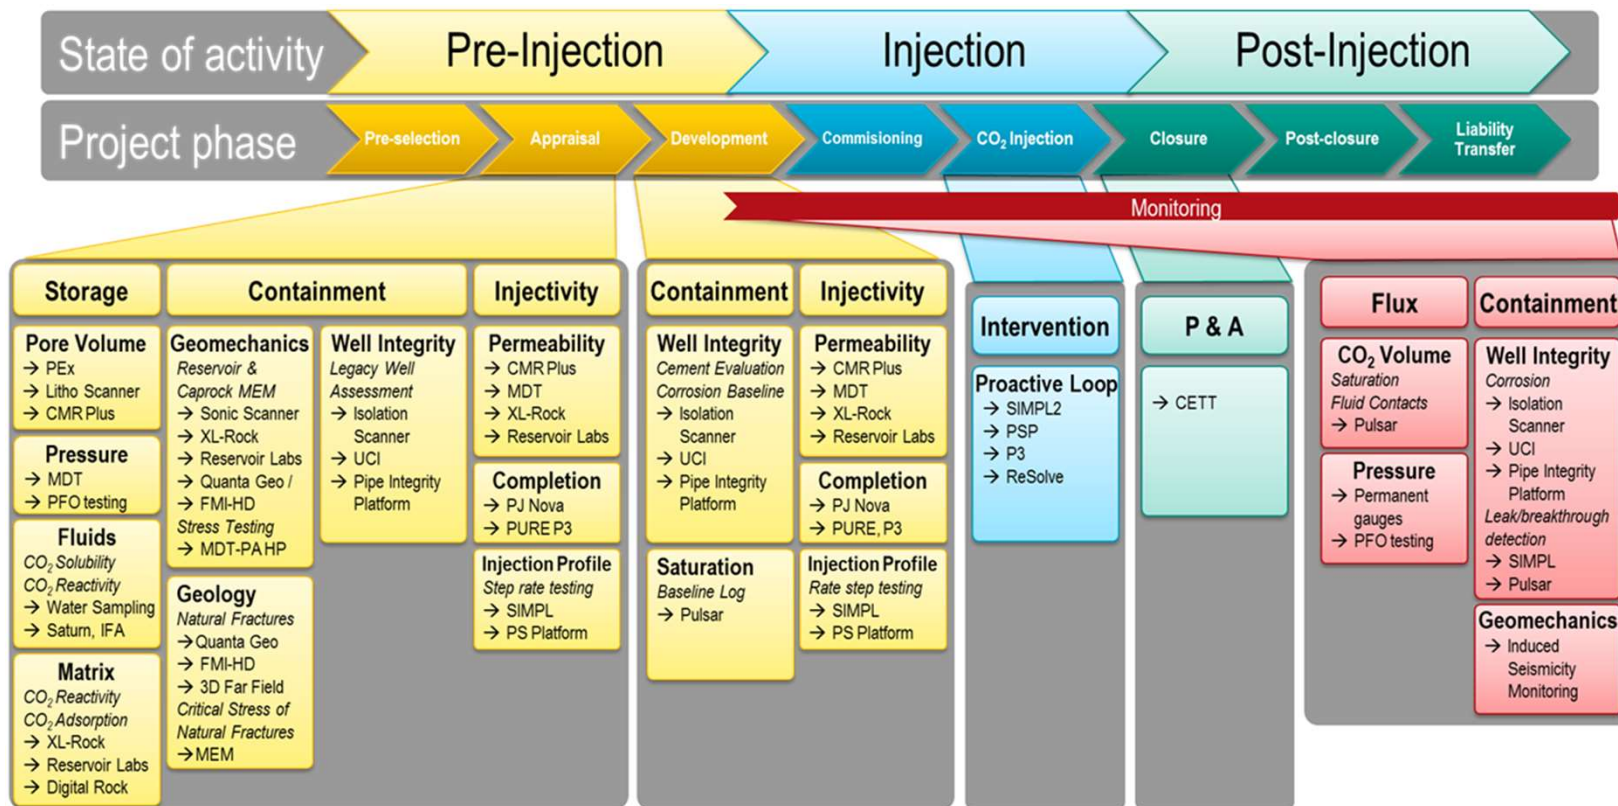 State of activity
Pre-Injection
Injection
Post-Injection
Project phase
Pre-selection
Appraisal
Development
Commisioning
CO₂ Injection
Closure
Post-closure
Liability
Transfer
Monitoring
Storage
Pore Volume
→ PEx
→ Litho Scanner
→ CMR Plus
Pressure
→ MDT
→ PFO testing
Fluids
CO₂ Solubility
CO₂ Reactivity
→ Water Sampling
→ Saturn, IFA
Matrix
CO₂ Reactivity
CO₂ Adsorption
→ XL-Rock
→ Reservoir Labs
→ Digital Rock
Containment
Geomechanics
Reservoir &
Caprock MEM
→ Sonic Scanner
→ XL-Rock
→ Reservoir Labs
→ Quanta Geo /
→ FMI-HD
Stress Testing
→ MDT-PA HP
Geology
Natural Fractures
→Quanta Geo
→ FMI-HD
→ 3D Far Field
Critical Stress of
Natural Fractures
→MEM
Well Integrity
Legacy Well
Assessment
→ Isolation
Scanner
→ UCI
→ Pipe Integrity
Platform
Injectivity
Permeability
→ CMR Plus
→ MDT
→ XL-Rock
→ Reservoir Labs
Completion
→ PJ Nova
→ PURE P3
Injection Profile
Step rate testing
→ SIMPL
→ PS Platform
Containment
Well Integrity
Cement Evaluation
Corrosion Baseline
→ Isolation
Scanner
→ UCI
→ Pipe Integrity
Platform
Saturation
Baseline Log
→ Pulsar
Injectivity
Permeability
→ CMR Plus
→ MDT
→ XL-Rock
→ Reservoir Labs
Completion
→ PJ Nova
→ PURE, P3
Injection Profile
Rate step testing
→ SIMPL
→ PS Platform
Intervention
Proactive Loop
→ SIMPL2
→ PSP
→ P3
→ ReSolve
P & A
→ CETT
Flux
CO₂ Volume
Saturation
Fluid Contacts
→ Pulsar
Pressure
→ Permanent
gauges
→ PFO testing
Containment
Well Integrity
Corrosion
→ Isolation
Scanner
→ UCI
→ Pipe Integrity
Platform
Leak/breakthrough
detection
→ SIMPL
→ Pulsar
Geomechanics
→ Induced
Seismicity
Monitoring